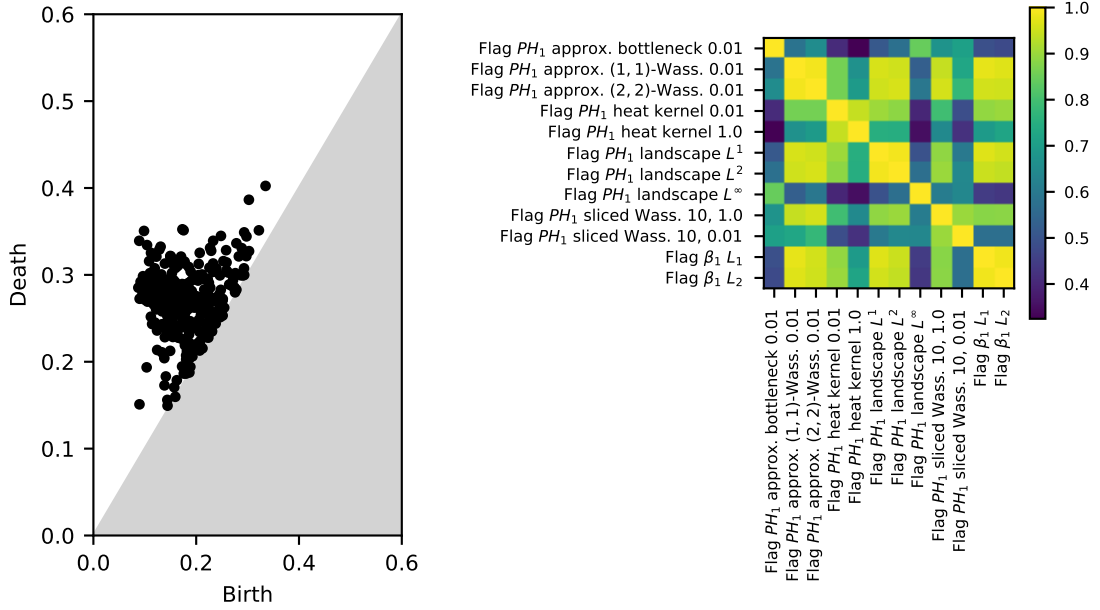 0.6
0.5
0.4
0.3
0.2
0.1
0.0
Death
0.0 0.2 0.4 0.6
Birth
Flag PH₁ approx. bottleneck 0.01
Flag PH₁ approx. (1, 1)-Wass. 0.01
Flag PH₁ approx. (2, 2)-Wass. 0.01
Flag PH₁ heat kernel 0.01
Flag PH₁ heat kernel 1.0
Flag PH₁ landscape L¹
Flag PH₁ landscape L²
Flag PH₁ landscape L^∞
Flag PH₁ sliced Wass. 10, 1.0
Flag PH₁ sliced Wass. 10, 0.01
Flag β₁ L₁
Flag β₁ L₂
Flag PH₁ approx. bottleneck 0.01
Flag PH₁ approx. (1, 1)-Wass. 0.01
Flag PH₁ approx. (2, 2)-Wass. 0.01
Flag PH₁ heat kernel 0.01
Flag PH₁ heat kernel 1.0
Flag PH₁ landscape L¹
Flag PH₁ landscape L²
Flag PH₁ landscape L^∞
Flag PH₁ sliced Wass. 10, 1.0
Flag PH₁ sliced Wass. 10, 0.01
Flag β₁ L₁
Flag β₁ L₂
1.0
0.9
0.8
0.7
0.6
0.5
0.4